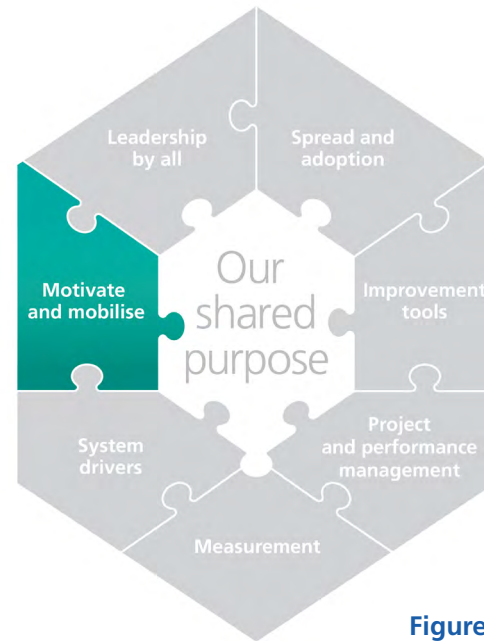 Leadership
by all
Spread and
adoption
Motivate
and mobilise
Our
shared
purpose
Improvement
tools
System
drivers
Project
and performance
management
Measurement
Figure